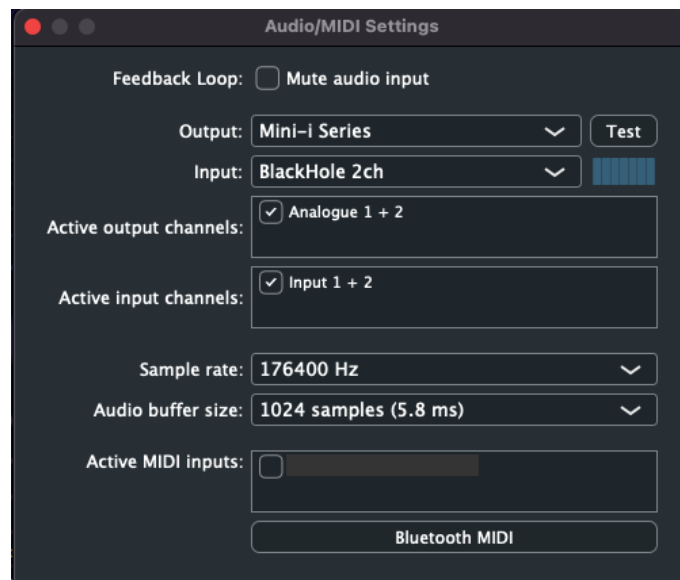 Audio/MIDI Settings
Feedback Loop: Mute audio input
Output: Mini-i Series Test
Input: BlackHole 2ch
Active output channels: Analogue 1 + 2
Active input channels: Input 1 + 2
Sample rate: 176400 Hz
Audio buffer size: 1024 samples (5.8 ms)
Active MIDI inputs:
Bluetooth MIDI